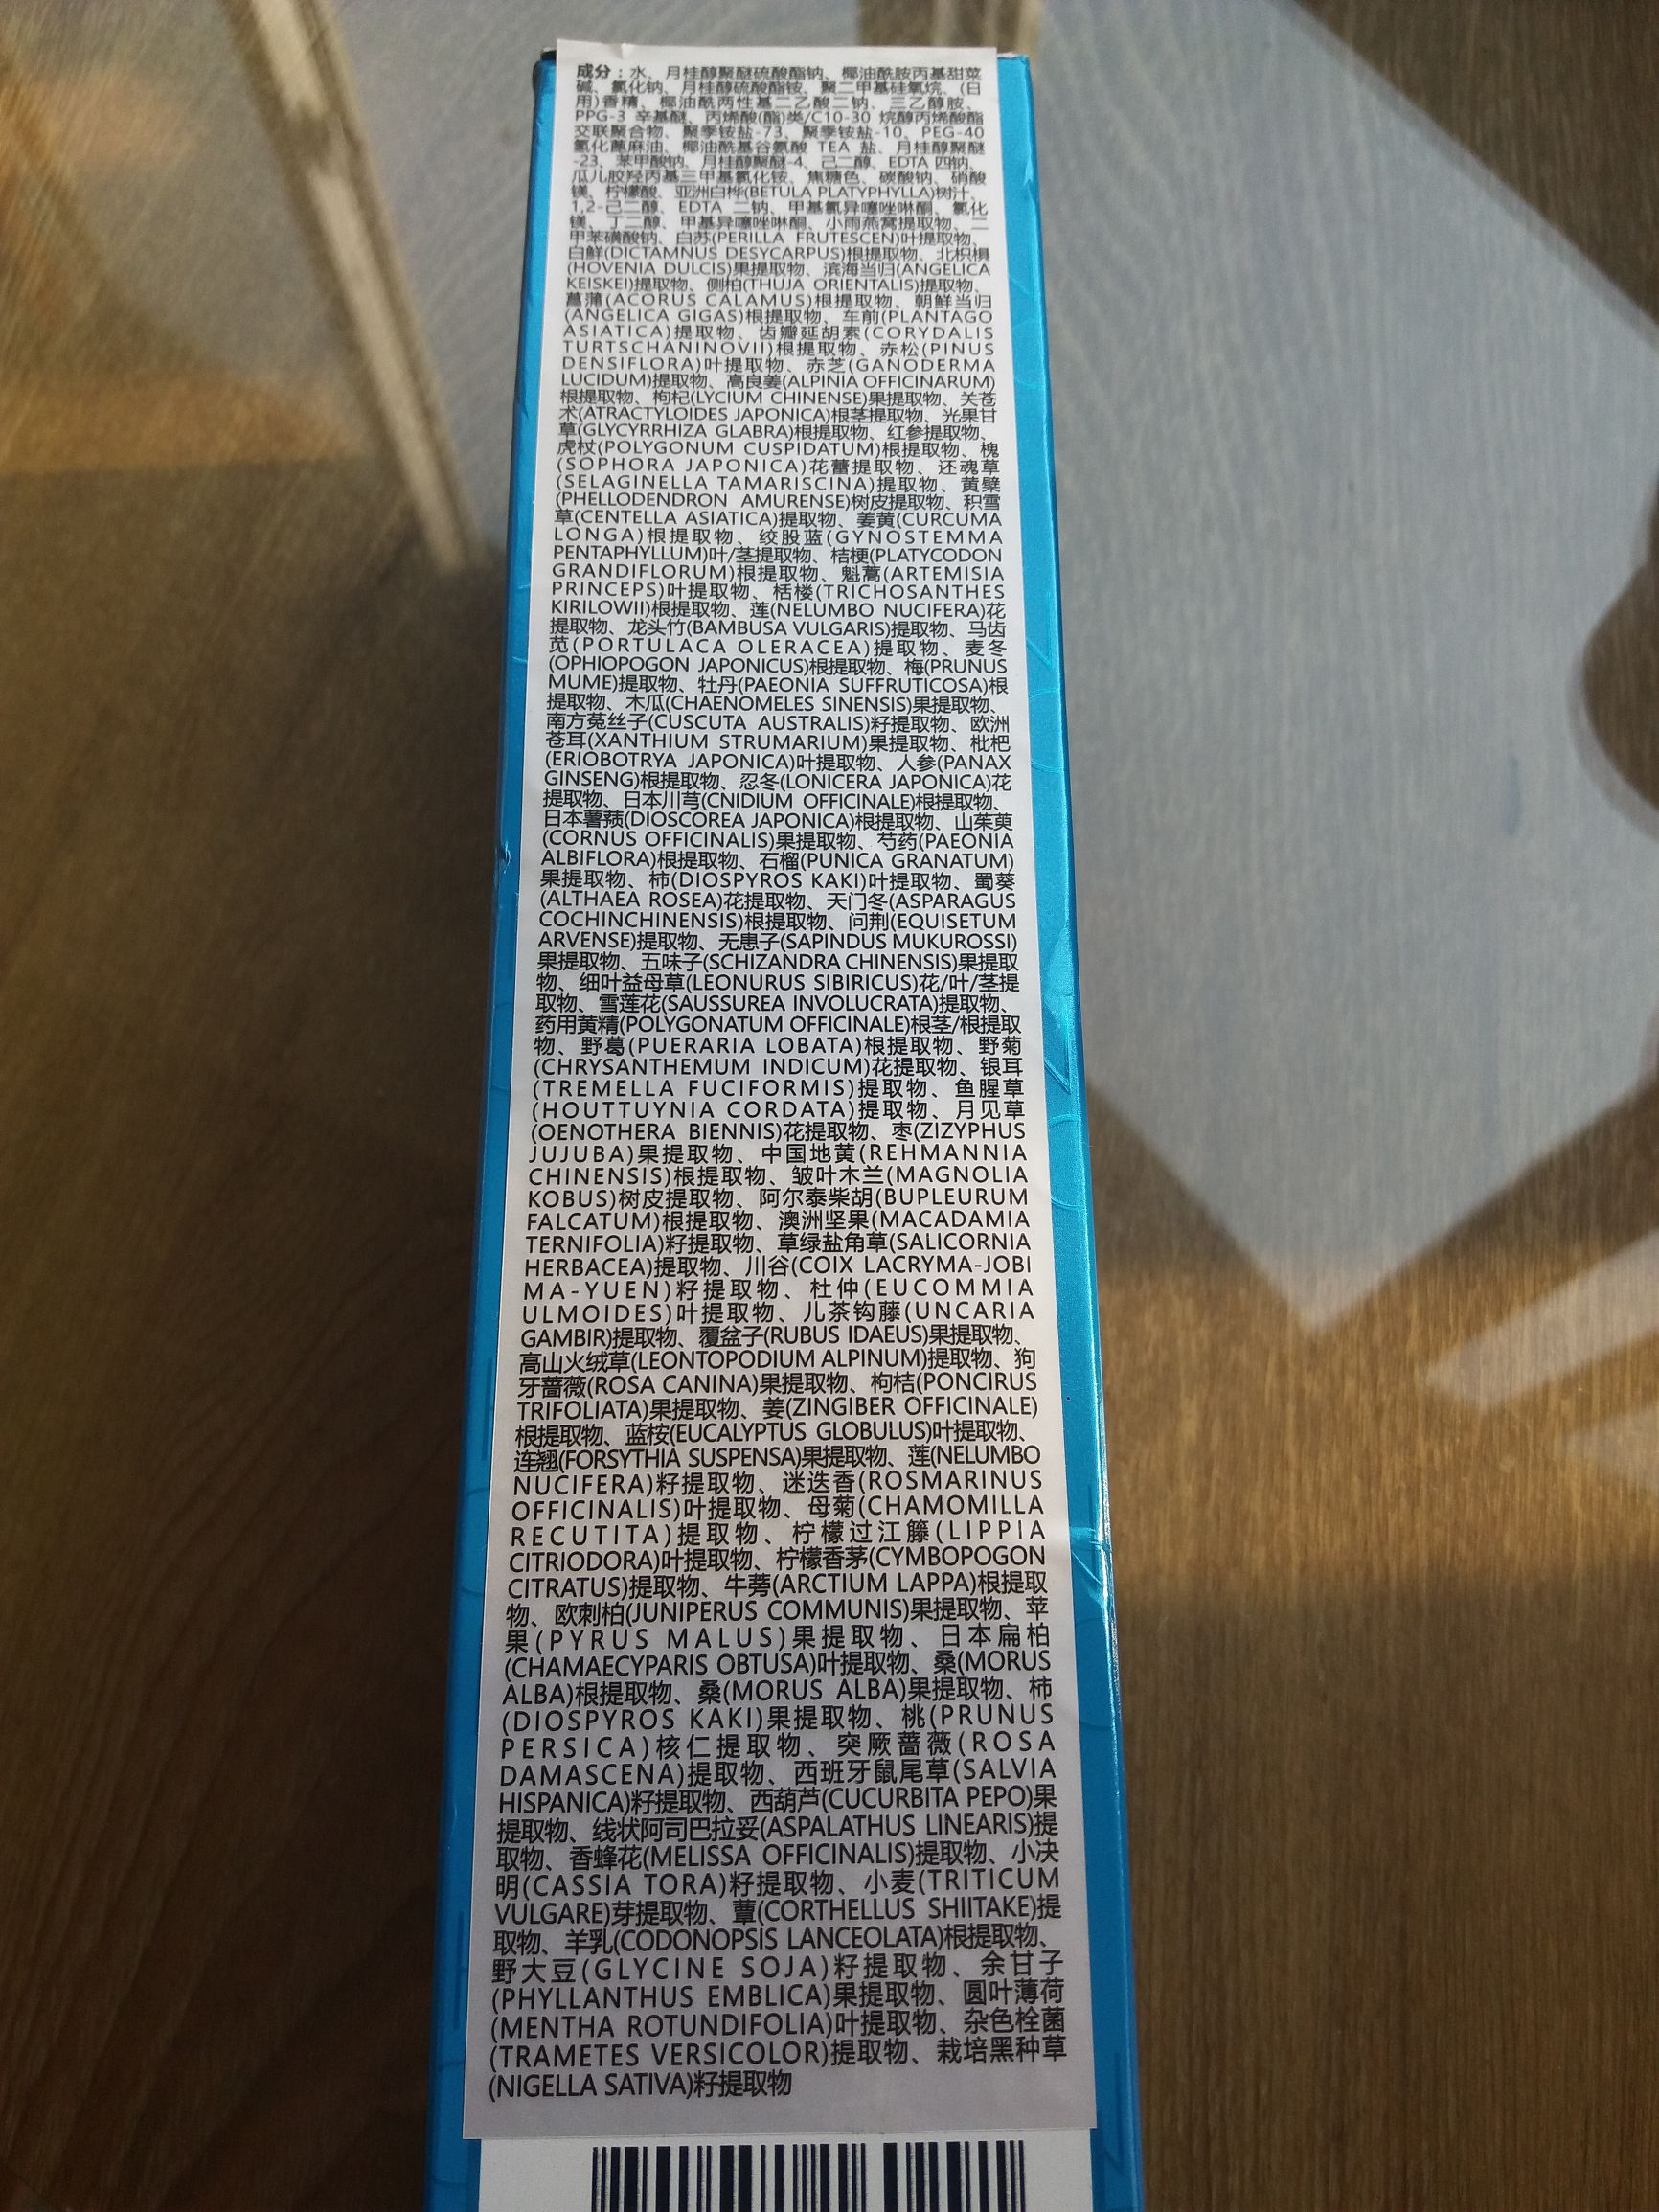 成分：水、月桂醇聚醚硫酸酯钠、椰油酰胺丙基甜菜
碱、氯化钠、月桂醇硫酸酯铵、聚二甲基硅氧烷、(日
用)香精、椰油酰两性基二乙酸二钠、三乙醇胺、
PPG-3 辛基醚、丙烯酸(酯)类/C10-30 烷醇丙烯酸酯
交联聚合物、聚季铵盐-73、聚季铵盐-10、PEG-40
氢化蓖麻油、椰油酰基谷氨酸 TEA 盐、月桂醇聚醚
-23、苯甲酸钠、月桂醇聚醚-4、己二醇、EDTA 四钠、
瓜儿胶羟丙基三甲基氯化铵、焦糖色、碳酸钠、硝酸
镁、柠檬酸、亚洲白桦(BETULA PLATYPHYLLA)树汁、
1,2-己二醇、EDTA 二钠、甲基氯异噻唑啉酮、氯化
镁、丁二醇、甲基异噻唑啉酮、小雨燕窝提取物、二
甲苯磺酸钠、白苏(PERILLA FRUTESCEN)叶提取物、
白鲜(DICTAMNUS DESYCARPUS)根提取物、北枳椇
(HOVENIA DULCIS)果提取物、滨海当归(ANGELICA
KEISKEI)提取物、侧柏(THUJA ORIENTALIS)提取物、
菖蒲(ACORUS CALAMUS)根提取物、朝鲜当归
(ANGELICA GIGAS)根提取物、车前(PLANTAGO
ASIATICA)提取物、齿瓣延胡索(CORYDALIS
TURTSCHANINOVII)根提取物、赤松(PINUS
DENSIFLORA)叶提取物、赤芝(GANODERMA
LUCIDUM)提取物、高良姜(ALPINIA OFFICINARUM)
根提取物、枸杞(LYCIUM CHINENSE)果提取物、关苍
术(ATRACTYLOIDES JAPONICA)根茎提取物、光果甘
草(GLYCYRRHIZA GLABRA)根提取物、红参提取物、
虎杖(POLYGONUM CUSPIDATUM)根提取物、槐
(SOPHORA JAPONICA)花蕾提取物、还魂草
(SELAGINELLA TAMARISCINA)提取物、黄檗
(PHELLODENDRON AMURENSE)树皮提取物、积雪
草(CENTELLA ASIATICA)提取物、姜黄(CURCUMA
LONGA)根提取物、绞股蓝(GYNOSTEMMA
PENTAPHYLLUM)叶/茎提取物、桔梗(PLATYCODON
GRANDIFLORUM)根提取物、魁蒿(ARTEMISIA
PRINCEPS)叶提取物、栝楼(TRICHOSANTHES
KIRILOWII)根提取物、莲(NELUMBO NUCIFERA)花
提取物、龙头竹(BAMBUSA VULGARIS)提取物、马齿
苋(PORTULACA OLERACEA)提取物、麦冬
(OPHIOPOGON JAPONICUS)根提取物、梅(PRUNUS
MUME)提取物、牡丹(PAEONIA SUFFRUTICOSA)根
提取物、木瓜(CHAENOMELES SINENSIS)果提取物、
南方菟丝子(CUSCUTA AUSTRALIS)籽提取物、欧洲
苍耳(XANTHIUM STRUMARIUM)果提取物、枇杷
(ERIOBOTRYA JAPONICA)叶提取物、人参(PANAX
GINSENG)根提取物、忍冬(LONICERA JAPONICA)花
提取物、日本川芎(CNIDIUM OFFICINALE)根提取物、
日本薯蓣(DIOSCOREA JAPONICA)根提取物、山茱萸
(CORNUS OFFICINALIS)果提取物、芍药(PAEONIA
ALBIFLORA)根提取物、石榴(PUNICA GRANATUM)
果提取物、柿(DIOSPYROS KAKI)叶提取物、蜀葵
(ALTHAEA ROSEA)花提取物、天门冬(ASPARAGUS
COCHINCHINENSIS)根提取物、问荆(EQUISETUM
ARVENSE)提取物、无患子(SAPINDUS MUKUROSSI)
果提取物、五味子(SCHIZANDRA CHINENSIS)果提取
物、细叶益母草(LEONURUS SIBIRICUS)花/叶/茎提
取物、雪莲花(SAUSSUREA INVOLUCRATA)提取物、
药用黄精(POLYGONATUM OFFICINALE)根茎/根提取
物、野葛(PUERARIA LOBATA)根提取物、野菊
(CHRYSANTHEMUM INDICUM)花提取物、银耳
(TREMELLA FUCIFORMIS)提取物、鱼腥草
(HOUTTUYNIA CORDATA)提取物、月见草
(OENOTHERA BIENNIS)花提取物、枣(ZIZYPHUS
JUJUBA)果提取物、中国地黄(REHMANNIA
CHINENSIS)根提取物、皱叶木兰(MAGNOLIA
KOBUS)树皮提取物、阿尔泰柴胡(BUPLEURUM
FALCATUM)根提取物、澳洲坚果(MACADAMIA
TERNIFOLIA)籽提取物、草绿盐角草(SALICORNIA
HERBACEA)提取物、川谷(COIX LACRYMA-JOBI
MA-YUEN)籽提取物、杜仲(EUCOMMIA
ULMOIDES)叶提取物、儿茶钩藤(UNCARIA
GAMBIR)提取物、覆盆子(RUBUS IDAEUS)果提取物、
高山火绒草(LEONTOPODIUM ALPINUM)提取物、狗
牙蔷薇(ROSA CANINA)果提取物、枸桔(PONCIRUS
TRIFOLIATA)果提取物、姜(ZINGIBER OFFICINALE)
根提取物、蓝桉(EUCALYPTUS GLOBULUS)叶提取物、
连翘(FORSYTHIA SUSPENSA)果提取物、莲(NELUMBO
NUCIFERA)籽提取物、迷迭香(ROSMARINUS
OFFICINALIS)叶提取物、母菊(CHAMOMILLA
RECUTITA)提取物、柠檬过江藤(LIPPIA
CITRIODORA)叶提取物、柠檬香茅(CYMBOPOGON
CITRATUS)提取物、牛蒡(ARCTIUM LAPPA)根提取
物、欧刺柏(JUNIPERUS COMMUNIS)果提取物、苹
果(PYRUS MALUS)果提取物、日本扁柏
(CHAMAECYPARIS OBTUSA)叶提取物、桑(MORUS
ALBA)根提取物、桑(MORUS ALBA)果提取物、柿
(DIOSPYROS KAKI)果提取物、桃(PRUNUS
PERSICA)核仁提取物、突厥蔷薇(ROSA
DAMASCENA)提取物、西班牙鼠尾草(SALVIA
HISPANICA)籽提取物、西葫芦(CUCURBITA PEPO)果
提取物、线状阿司巴拉妥(ASPALATHUS LINEARIS)提
取物、香蜂花(MELISSA OFFICINALIS)提取物、小决
明(CASSIA TORA)籽提取物、小麦(TRITICUM
VULGARE)芽提取物、蕈(CORTHELLUS SHIITAKE)提
取物、羊乳(CODONOPSIS LANCEOLATA)根提取物、
野大豆(GLYCINE SOJA)籽提取物、余甘子
(PHYLLANTHUS EMBLICA)果提取物、圆叶薄荷
(MENTHA ROTUNDIFOLIA)叶提取物、杂色栓菌
(TRAMETES VERSICOLOR)提取物、栽培黑种草
(NIGELLA SATIVA)籽提取物